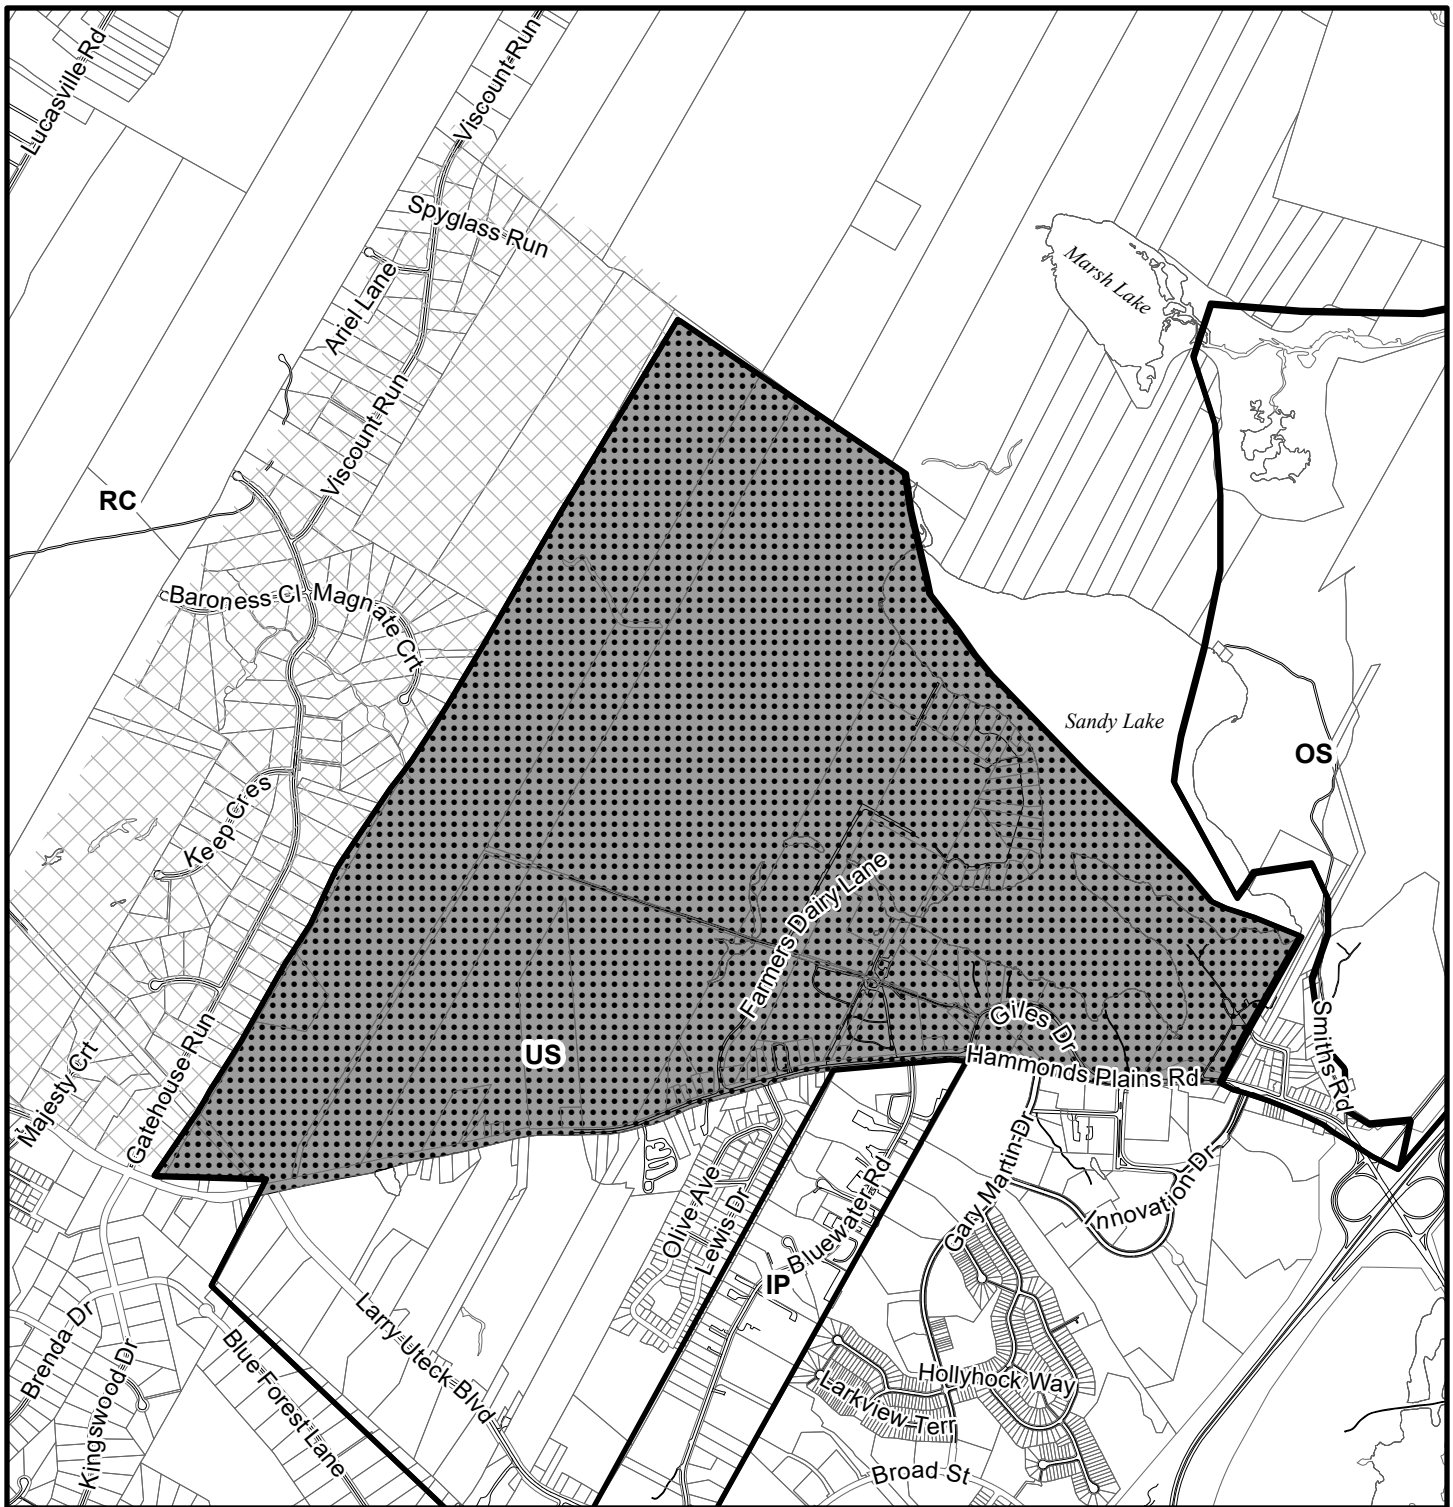 Lucasville Rd
Viscount Run
Spyglass Run
Marsh Lake
Ariel Lane
Viscount Run
RC
Baroness Cl
Magnate Crt
Sandy Lake
OS
Keep Cres
Farmers Dairy Lane
Giles Dr
Smiths Rd
US
Hammonds Plains Rd
Majesty Crt
Gatehouse Run
Gary Martin Dr
Innovation Dr
Olive Ave
Lewis Dr
Bluewater Rd
IP
Brenda Dr
Kingswood Dr
Blue Forest Lane
Larry Uteck Blvd
Hollyhock Way
Larkview Terr
Broad St